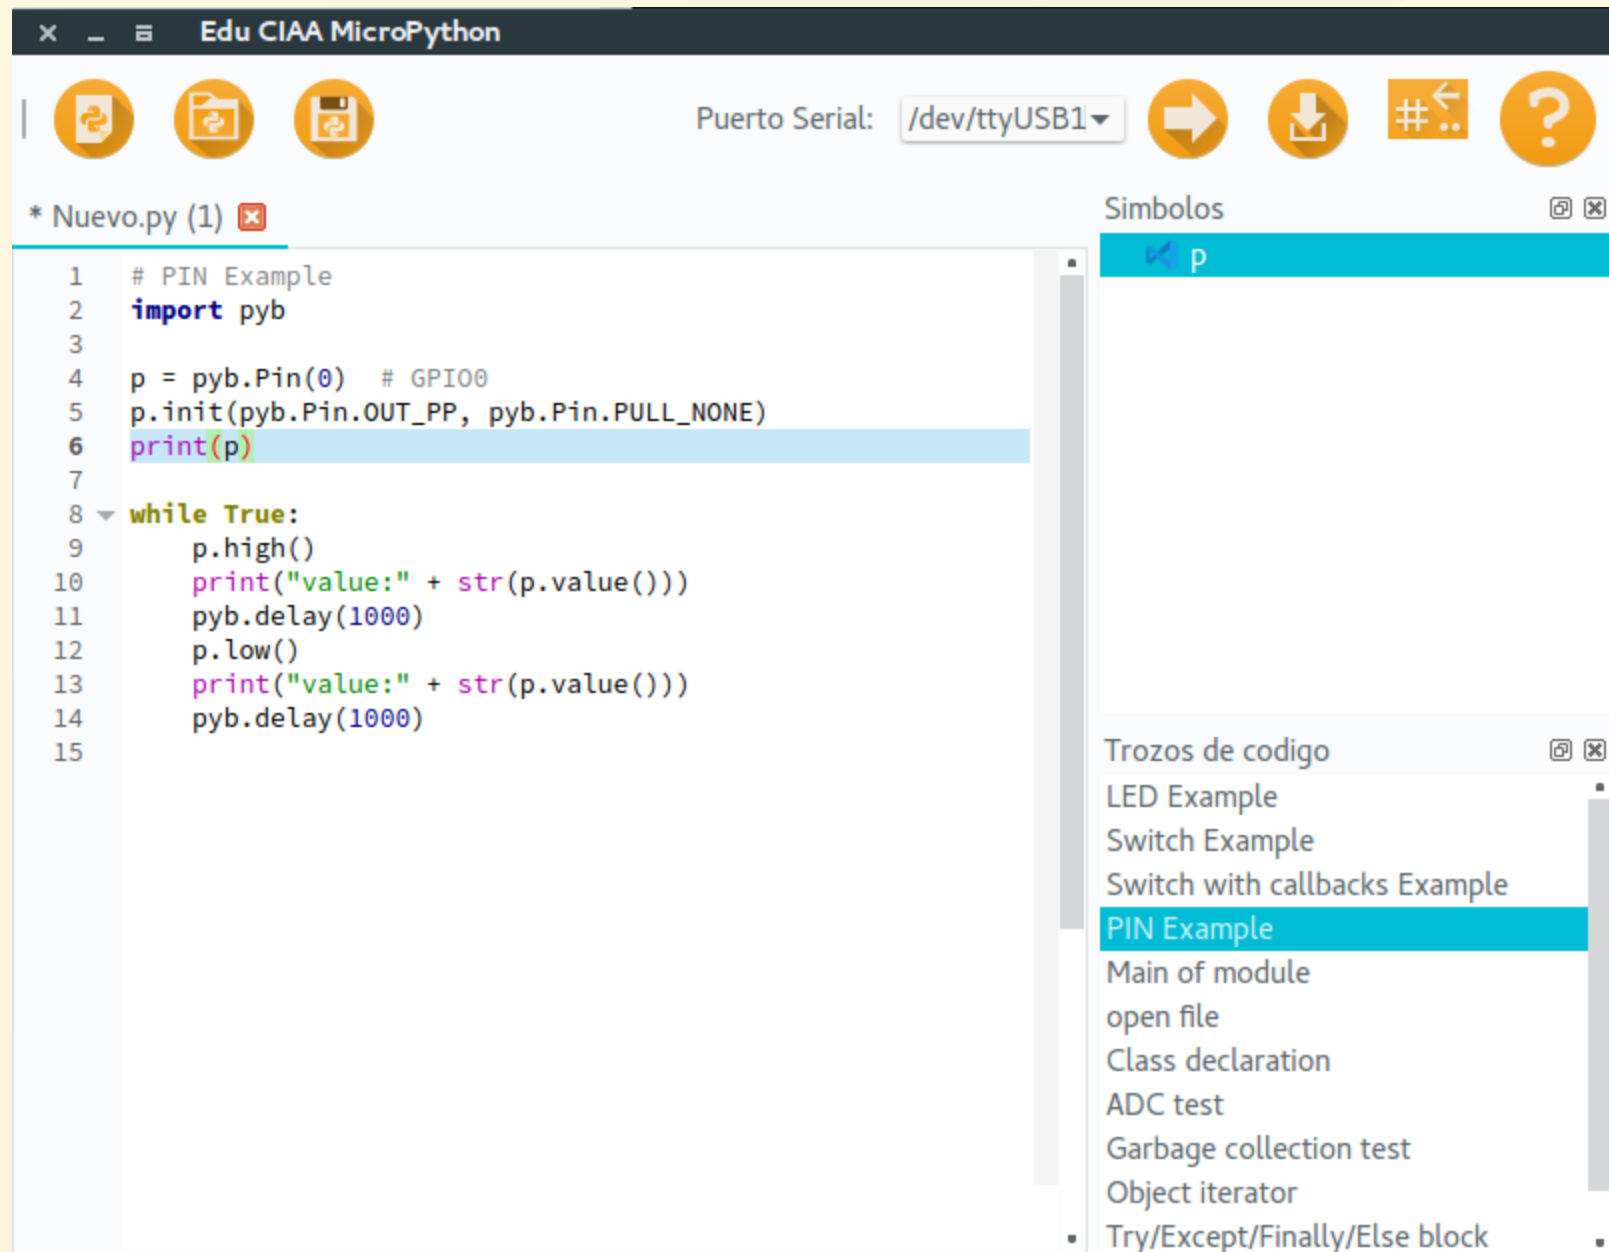 Edu CIAA MicroPython
Puerto Serial: /dev/ttyUSB1
* Nuevo.py (1)
1 # PIN Example
2 import pyb
3
4 p = pyb.Pin(0)  # GPIO0
5 p.init(pyb.Pin.OUT_PP, pyb.Pin.PULL_NONE)
6 print(p)
7
8 while True:
9     p.high()
10     print("value:" + str(p.value()))
11     pyb.delay(1000)
12     p.low()
13     print("value:" + str(p.value()))
14     pyb.delay(1000)
15
Simbolos
p
Trozos de codigo
LED Example
Switch Example
Switch with callbacks Example
PIN Example
Main of module
open file
Class declaration
ADC test
Garbage collection test
Object iterator
Try/Except/Finally/Else block